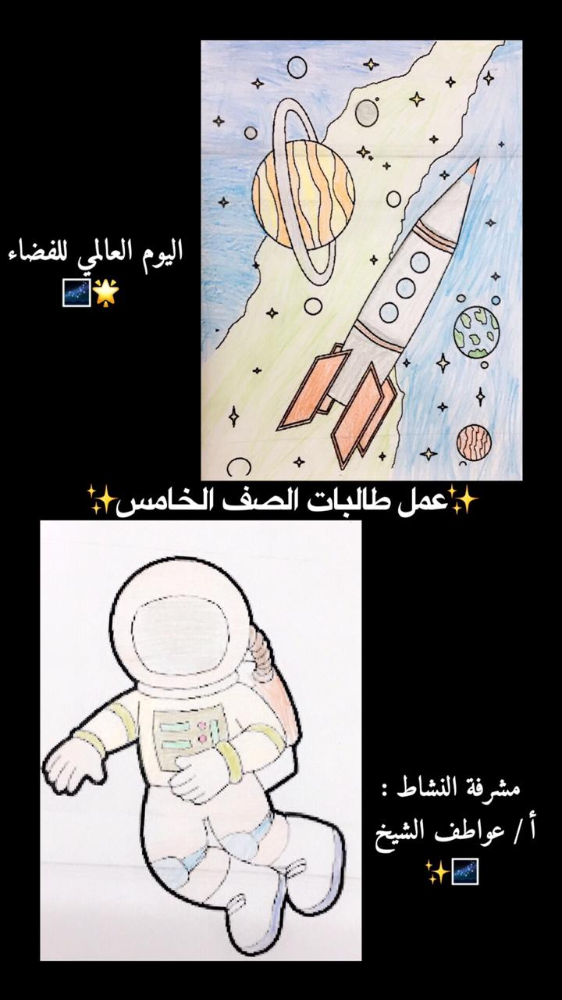 اليوم العالمي للفضاء
🌌🌟
✨عمل طالبات الصف الخامس✨
مشرفة النشاط :
أ / عواطف الشيخ
🌌✨